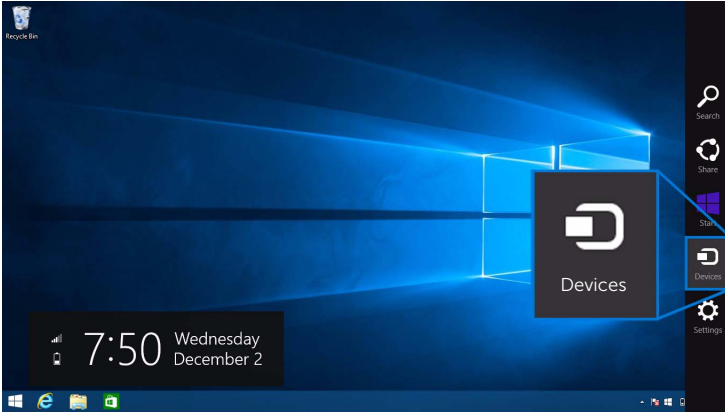 Recycle Bin
Search
Share
Start
Devices
Devices
Settings
7:50
Wednesday
December 2